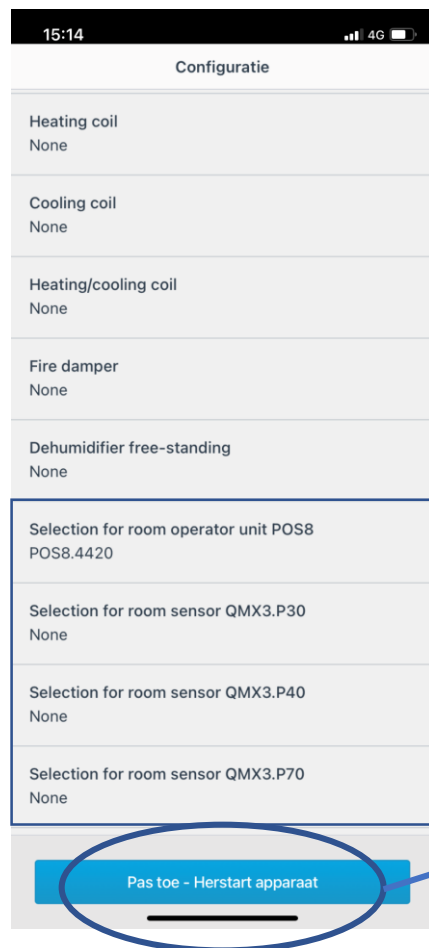 15:14
4G
Configuratie
Heating coil
None
Cooling coil
None
Heating/cooling coil
None
Fire damper
None
Dehumidifier free-standing
None
Selection for room operator unit POS8
POS8.4420
Selection for room sensor QMX3.P30
None
Selection for room sensor QMX3.P40
None
Selection for room sensor QMX3.P70
None
Pas toe - Herstart apparaat